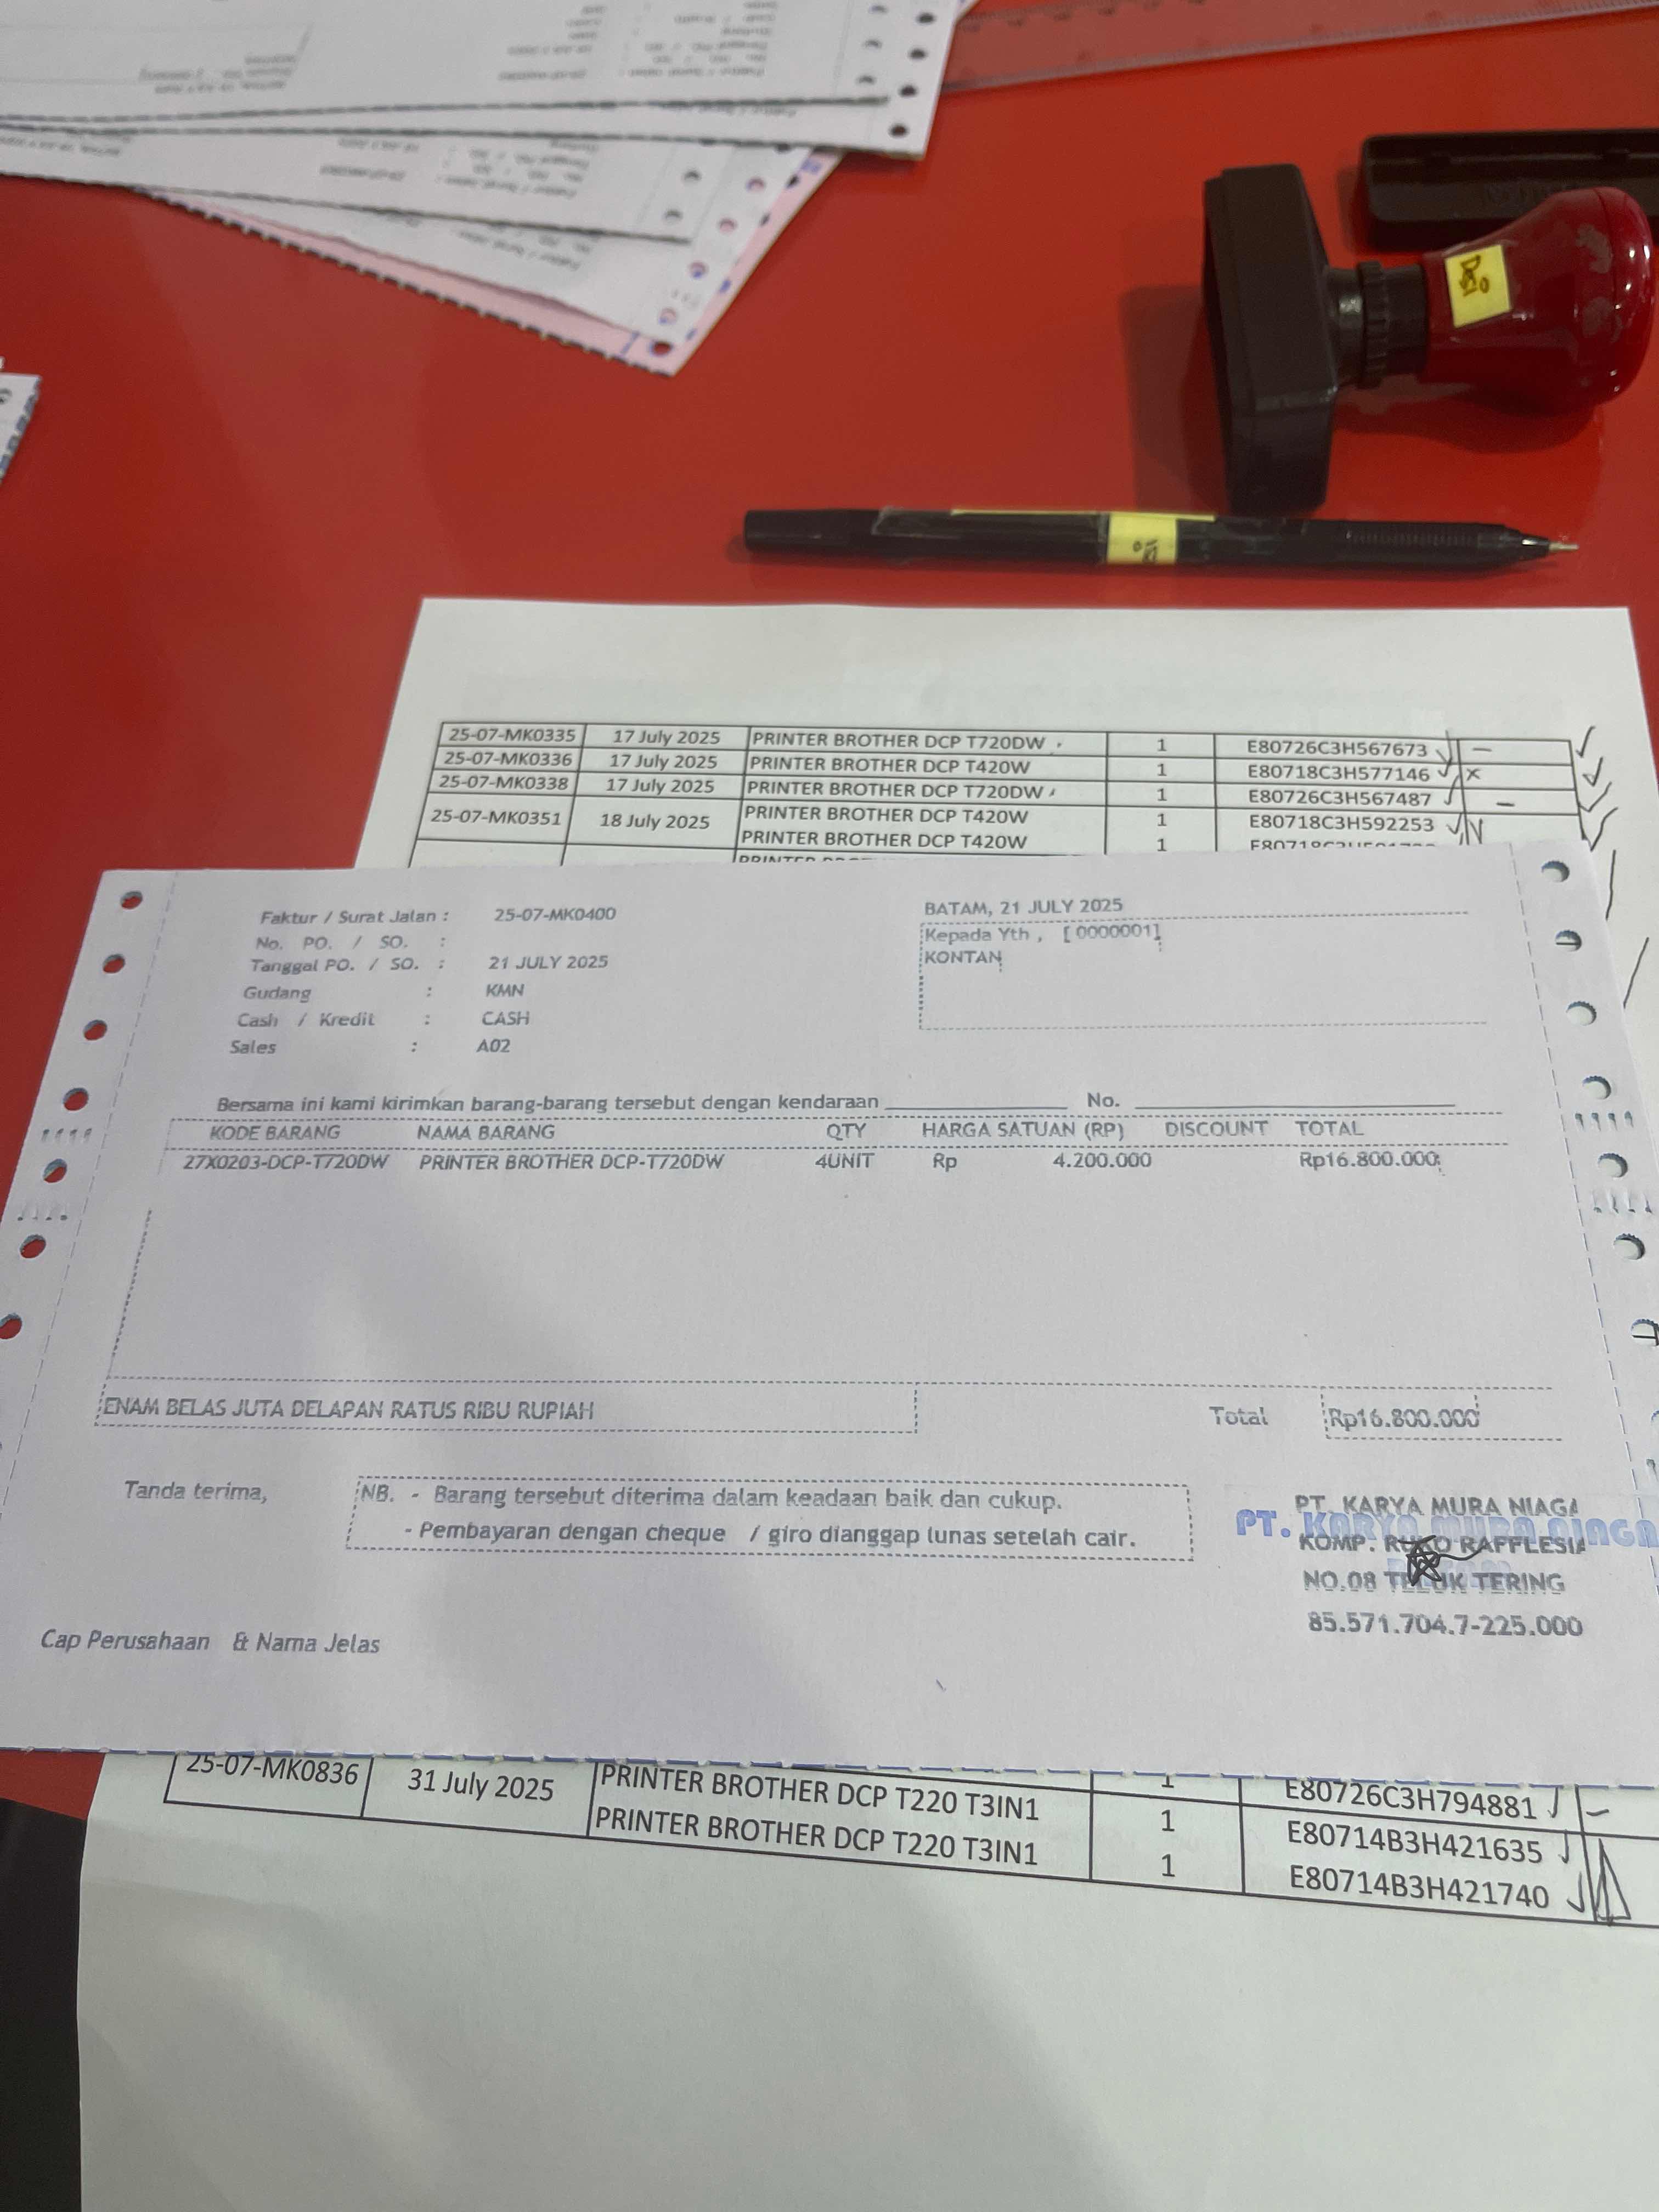 25-07-MK0335 17 July 2025 PRINTER BROTHER DCP T720DW 1 E80726C3H567673
25-07-MK0336 17 July 2025 PRINTER BROTHER DCP T420W 1 E80718C3H577146
25-07-MK0338 17 July 2025 PRINTER BROTHER DCP T720DW 1 E80726C3H567487
25-07-MK0351 18 July 2025 PRINTER BROTHER DCP T420W 1 E80718C3H592253
PRINTER BROTHER DCP T420W 1
Faktur / Surat Jalan : 25-07-MK0400
No. PO. / SO. :
Tanggal PO. / SO. : 21 JULY 2025
Gudang : KMN
Cash / Kredit : CASH
Sales : A02
BATAM, 21 JULY 2025
Kepada Yth , [ 0000001]
KONTAN
Bersama ini kami kirimkan barang-barang tersebut dengan kendaraan No.
KODE BARANG NAMA BARANG QTY HARGA SATUAN (RP) DISCOUNT TOTAL
27X0203-DCP-T720DW PRINTER BROTHER DCP-T720DW 4UNIT Rp 4.200.000 Rp16.800.000
ENAM BELAS JUTA DELAPAN RATUS RIBU RUPIAH Total Rp16.800.000
Tanda terima,
NB. - Barang tersebut diterima dalam keadaan baik dan cukup.
- Pembayaran dengan cheque / giro dianggap lunas setelah cair.
PT. KARYA MURA NIAGA
PT. KARYA MURA NIAGA
KOMP. RUKO RAFFLESIA
NO.08 TELUK TERING
85.571.704.7-225.000
Cap Perusahaan & Nama Jelas
25-07-MK0836 31 July 2025 PRINTER BROTHER DCP T220 T3IN1 1 E80726C3H794881
PRINTER BROTHER DCP T220 T3IN1 1 E80714B3H421635
1 E80714B3H421740